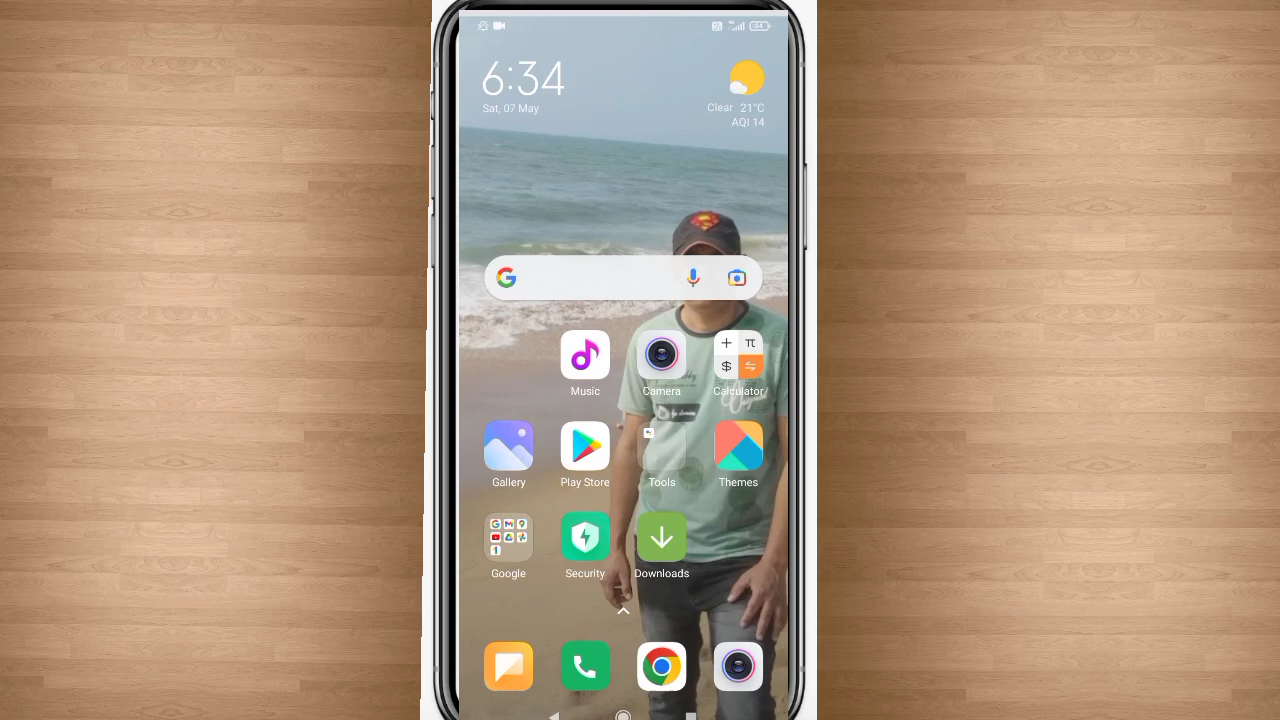 6:34
Sat, 07 May
Clear 21°C
AQI 14
Music
Camera
Calculator
Gallery
Play Store
Tools
Themes
Google
Security
Downloads